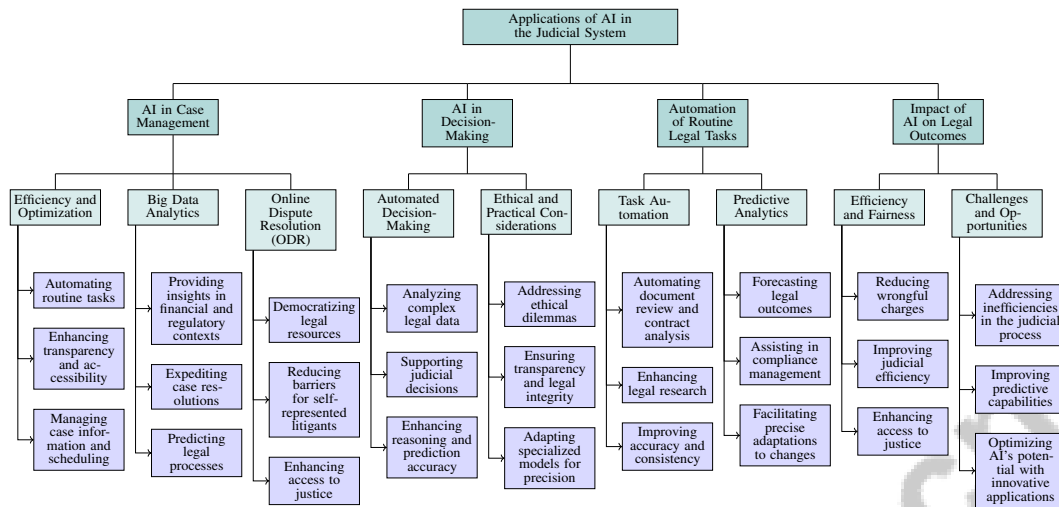 Applications of AI in
the Judicial System
AI in Case
Management
AI in
Decision-
Making
Automation
of Routine
Legal Tasks
Impact of
AI on Legal
Outcomes
Efficiency and
Optimization
Big Data
Analytics
Online
Dispute
Resolution
(ODR)
Automated
Decision-
Making
Ethical and
Practical Con-
siderations
Task Au-
tomation
Predictive
Analytics
Efficiency
and Fairness
Challenges
and Op-
portunities
Automating
routine tasks
Enhancing
transparency
and ac-
cessibility
Managing
case infor-
mation and
scheduling
Providing
insights in
financial and
regulatory
contexts
Expediting
case res-
olutions
Predicting
legal
processes
Democratizing
legal
resources
Reducing
barriers
for self-
represented
litigants
Enhancing
access to
justice
Analyzing
complex
legal data
Supporting
judicial
decisions
Enhancing
reasoning and
prediction
accuracy
Addressing
ethical
dilemmas
Ensuring
transparency
and legal
integrity
Adapting
specialized
models for
precision
Automating
document
review and
contract
analysis
Enhancing
legal research
Improving
accuracy and
consistency
Forecasting
legal
outcomes
Assisting in
compliance
management
Facilitating
precise
adaptations
to changes
Reducing
wrongful
charges
Improving
judicial
efficiency
Enhancing
access to
justice
Addressing
inefficiencies
in the judicial
process
Improving
predictive
capabilities
Optimizing
AI's poten-
tial with
innovative
applications